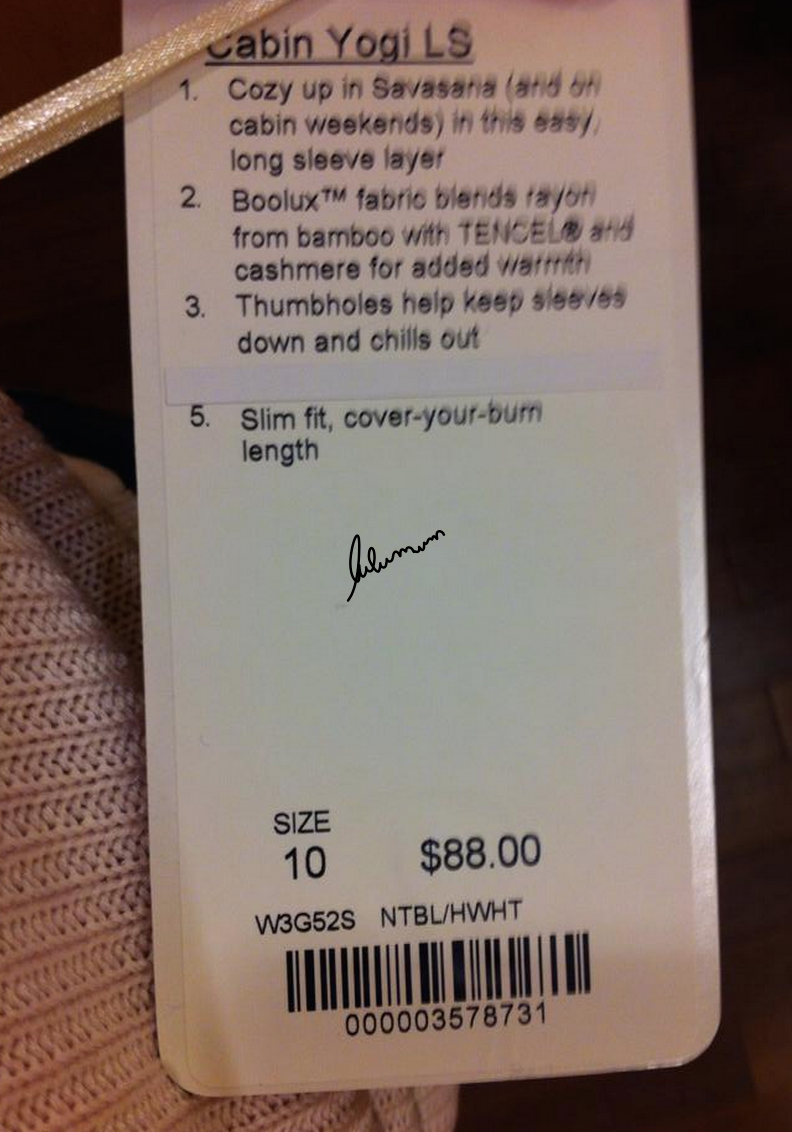 Cabin Yogi LS
1. Cozy up in Savasana (and on
cabin weekends) in this easy,
long sleeve layer
2. Boolux™ fabric blends rayon
from bamboo with TENCEL® and
cashmere for added warmth
3. Thumbholes help keep sleeves
down and chills out
5. Slim fit, cover-your-bum
length
SIZE
10 $88.00
W3G52S NTBL/HWHT
000003578731